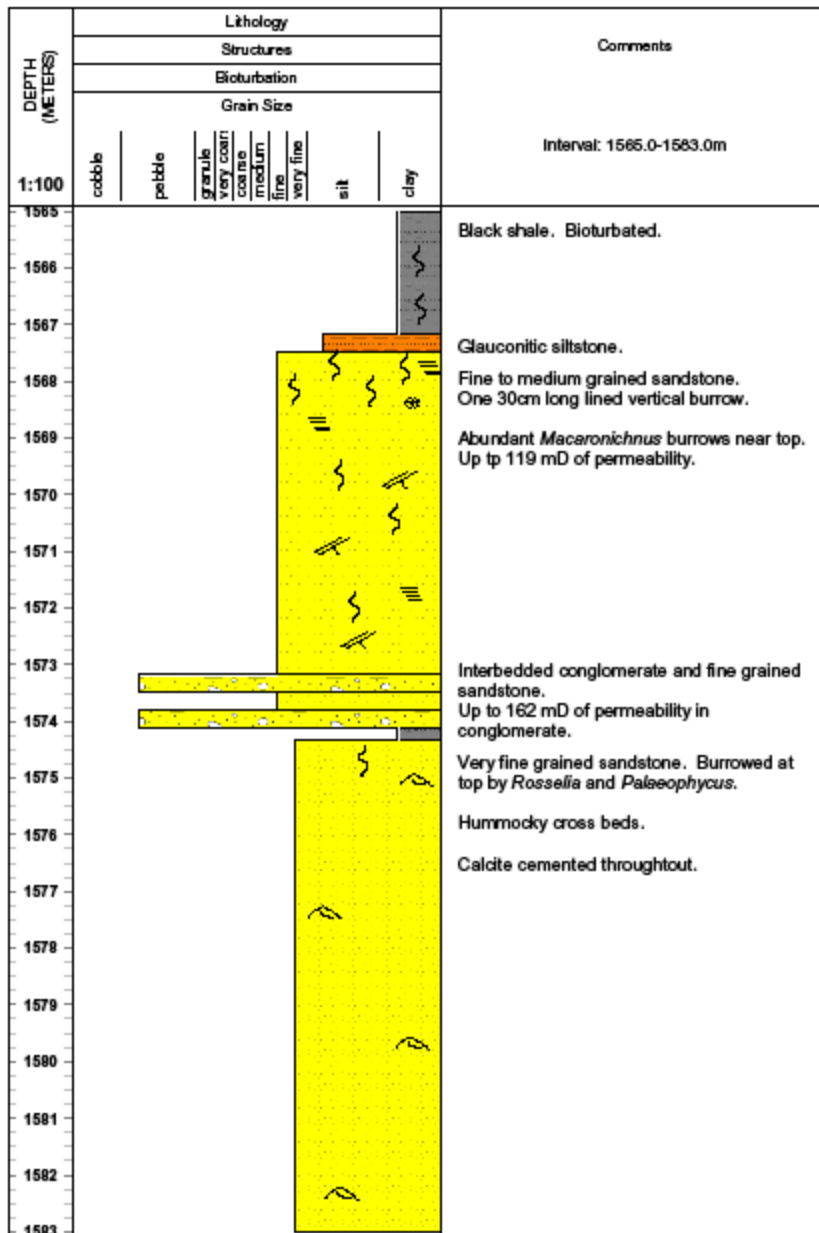 Lithology
Structures
Bioturbation
Grain Size
DEPTH
(METERS)
1:100
cobble
pebble
granule
very coarr
coarse
medium
fine
very fine
silt
clay
Comments
Interval: 1565.0-1583.0m
1565
1566
1567
1568
1569
1570
1571
1572
1573
1574
1575
1576
1577
1578
1579
1580
1581
1582
1583
Black shale. Bioturbated.
Glauconitic siltstone.
Fine to medium grained sandstone.
One 30cm long lined vertical burrow.
Abundant Macaronichnus burrows near top.
Up tp 119 mD of permeability.
Interbedded conglomerate and fine grained
sandstone.
Up to 162 mD of permeability in
conglomerate.
Very fine grained sandstone. Burrowed at
top by Rosselia and Palaeophycus.
Hummocky cross beds.
Calcite cemented throughtout.